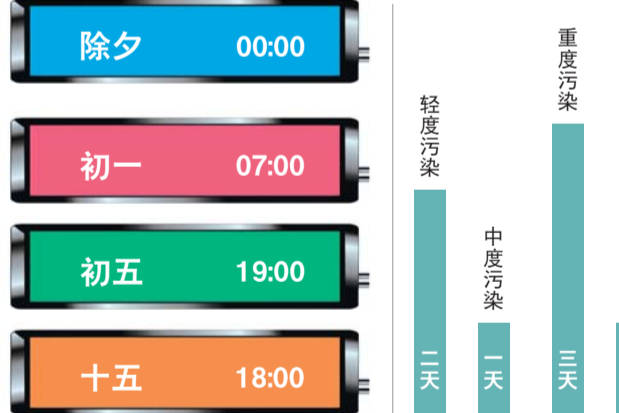 除夕 00:00
初一 07:00
初五 19:00
十五 18:00
轻度污染
二天
中度污染
一天
重度污染
三天